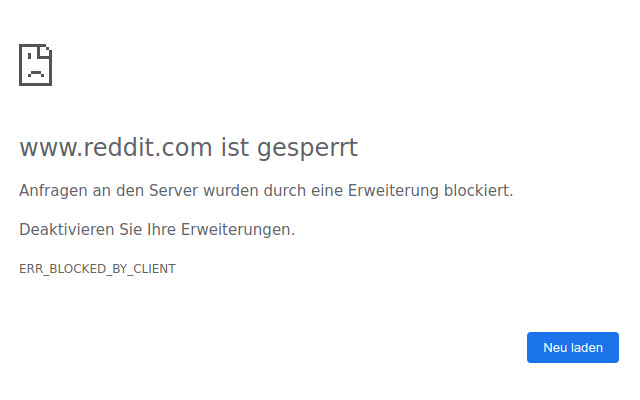 www.reddit.com ist gesperrt
Anfragen an den Server wurden durch eine Erweiterung blockiert.
Deaktivieren Sie Ihre Erweiterungen.
ERR_BLOCKED_BY_CLIENT
Neu laden